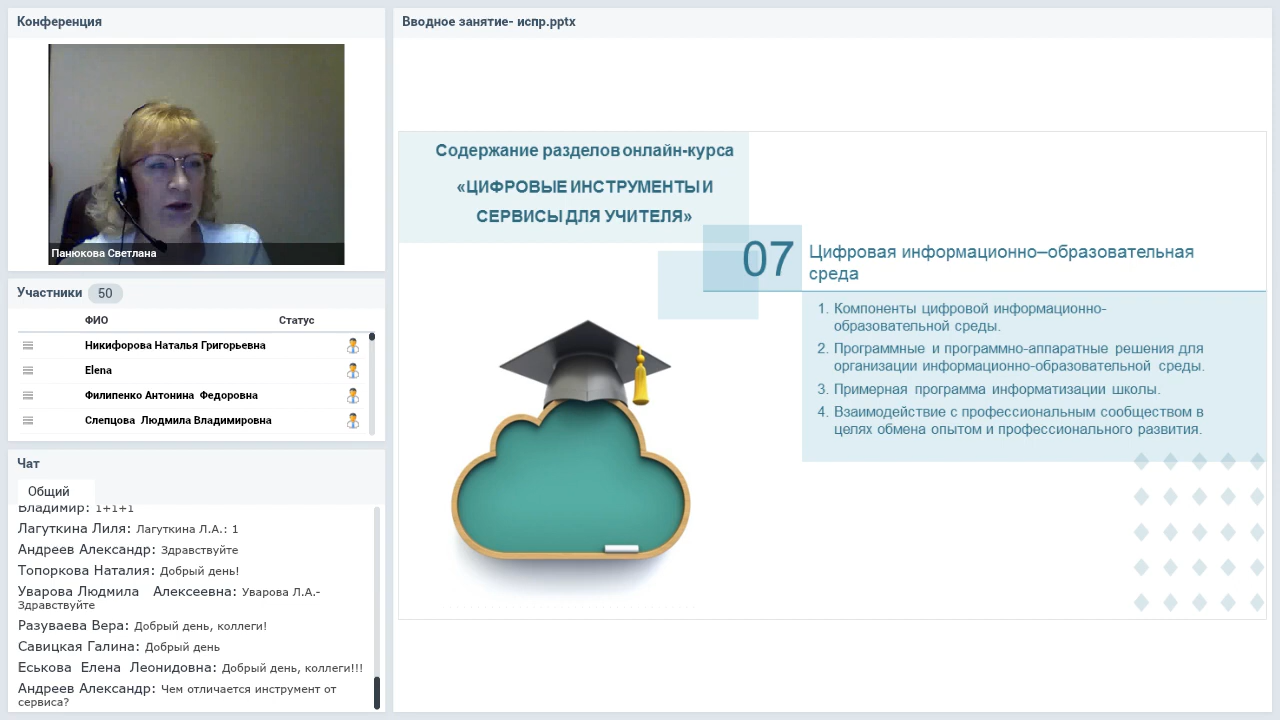 Конференция
Панюкова Светлана
Участники 50
ФИО Статус
Никифорова Наталья Григорьевна
Elena
Филипенко Антонина Федоровна
Слепцова Людмила Владимировна
Чат
Общий
Владимир: 1+1+1
Лагуткина Лиля: Лагуткина Л.А.: 1
Андреев Александр: Здравствуйте
Топоркова Наталия: Добрый день!
Уварова Людмила Алексеевна: Уварова Л.А.-
Здравствуйте
Разуваева Вера: Добрый день, коллеги!
Савицкая Галина: Добрый день
Еськова Елена Леонидовна: Добрый день, коллеги!!!
Андреев Александр: Чем отличается инструмент от
сервиса?
Вводное занятие- испр.pptx
Содержание разделов онлайн-курса
«ЦИФРОВЫЕ ИНСТРУМЕНТЫ И
СЕРВИСЫ ДЛЯ УЧИТЕЛЯ»
07
Цифровая информационно–образовательная
среда
1. Компоненты цифровой информационно-
образовательной среды.
2. Программные и программно-аппаратные решения для
организации информационно-образовательной среды.
3. Примерная программа информатизации школы.
4. Взаимодействие с профессиональным сообществом в
целях обмена опытом и профессионального развития.